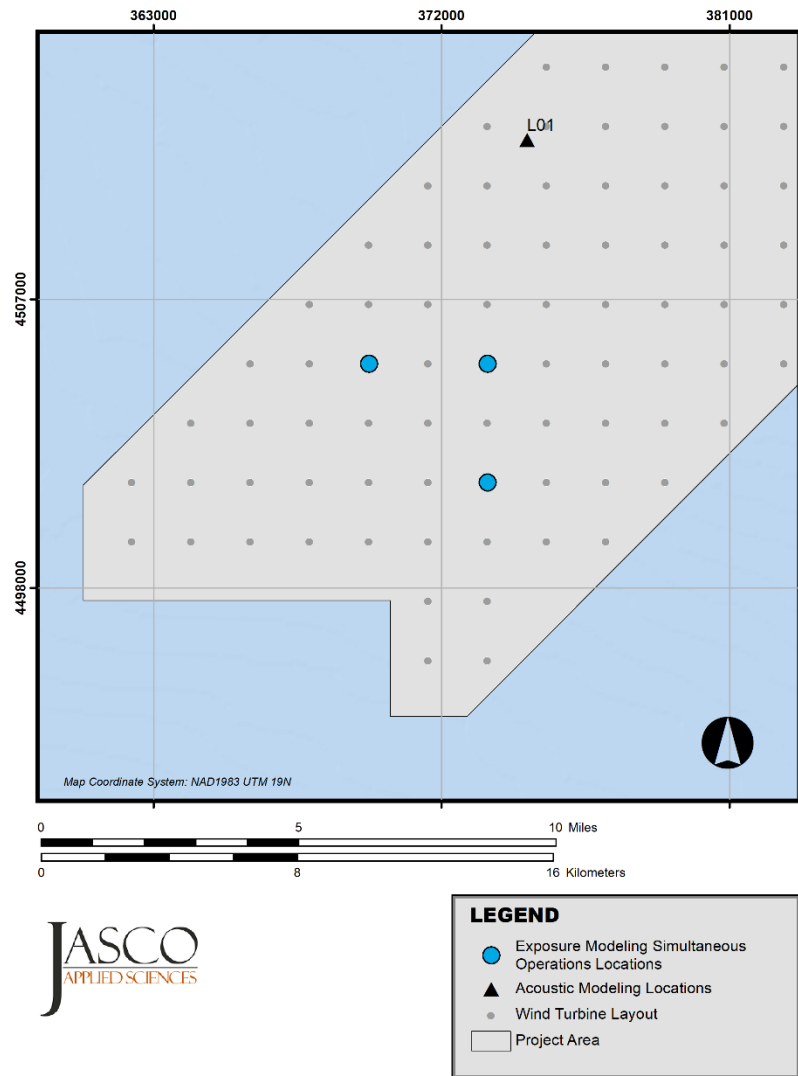 363000 372000 381000
L01
4507000
4498000
Map Coordinate System: NAD1983 UTM 19N
0 5 10 Miles
0 8 16 Kilometers
JASCO
APPLIED SCIENCES
LEGEND
Exposure Modeling Simultaneous
Operations Locations
Acoustic Modeling Locations
Wind Turbine Layout
Project Area